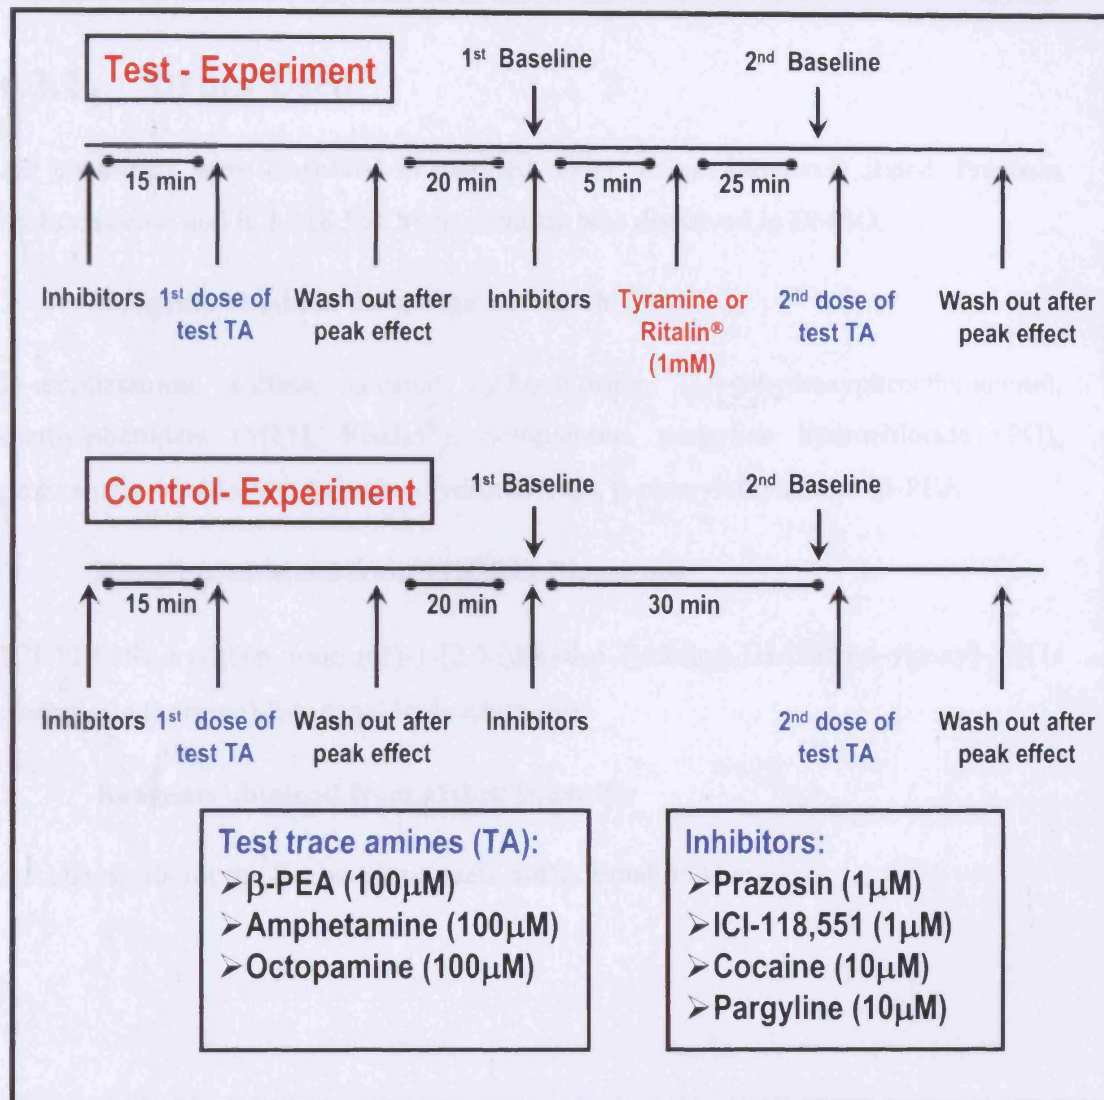 Test - Experiment
1st Baseline
2nd Baseline
15 min
20 min
5 min
25 min
Inhibitors
1st dose of
test TA
Wash out after
peak effect
Inhibitors
Tyramine or
Ritalin®
(1mM)
2nd dose of
test TA
Wash out after
peak effect
Control-Experiment
1st Baseline
2nd Baseline
15 min
20 min
30 min
Inhibitors
1st dose of
test TA
Wash out after
peak effect
Inhibitors
2nd dose of
test TA
Wash out after
peak effect
Test trace amines (TA):
➢β-PEA (100μM)
➢Amphetamine (100μM)
➢Octopamine (100μM)
Inhibitors:
➢Prazosin (1μM)
➢ICI-118,551 (1μM)
➢Cocaine (10μM)
➢Pargyline (10μM)